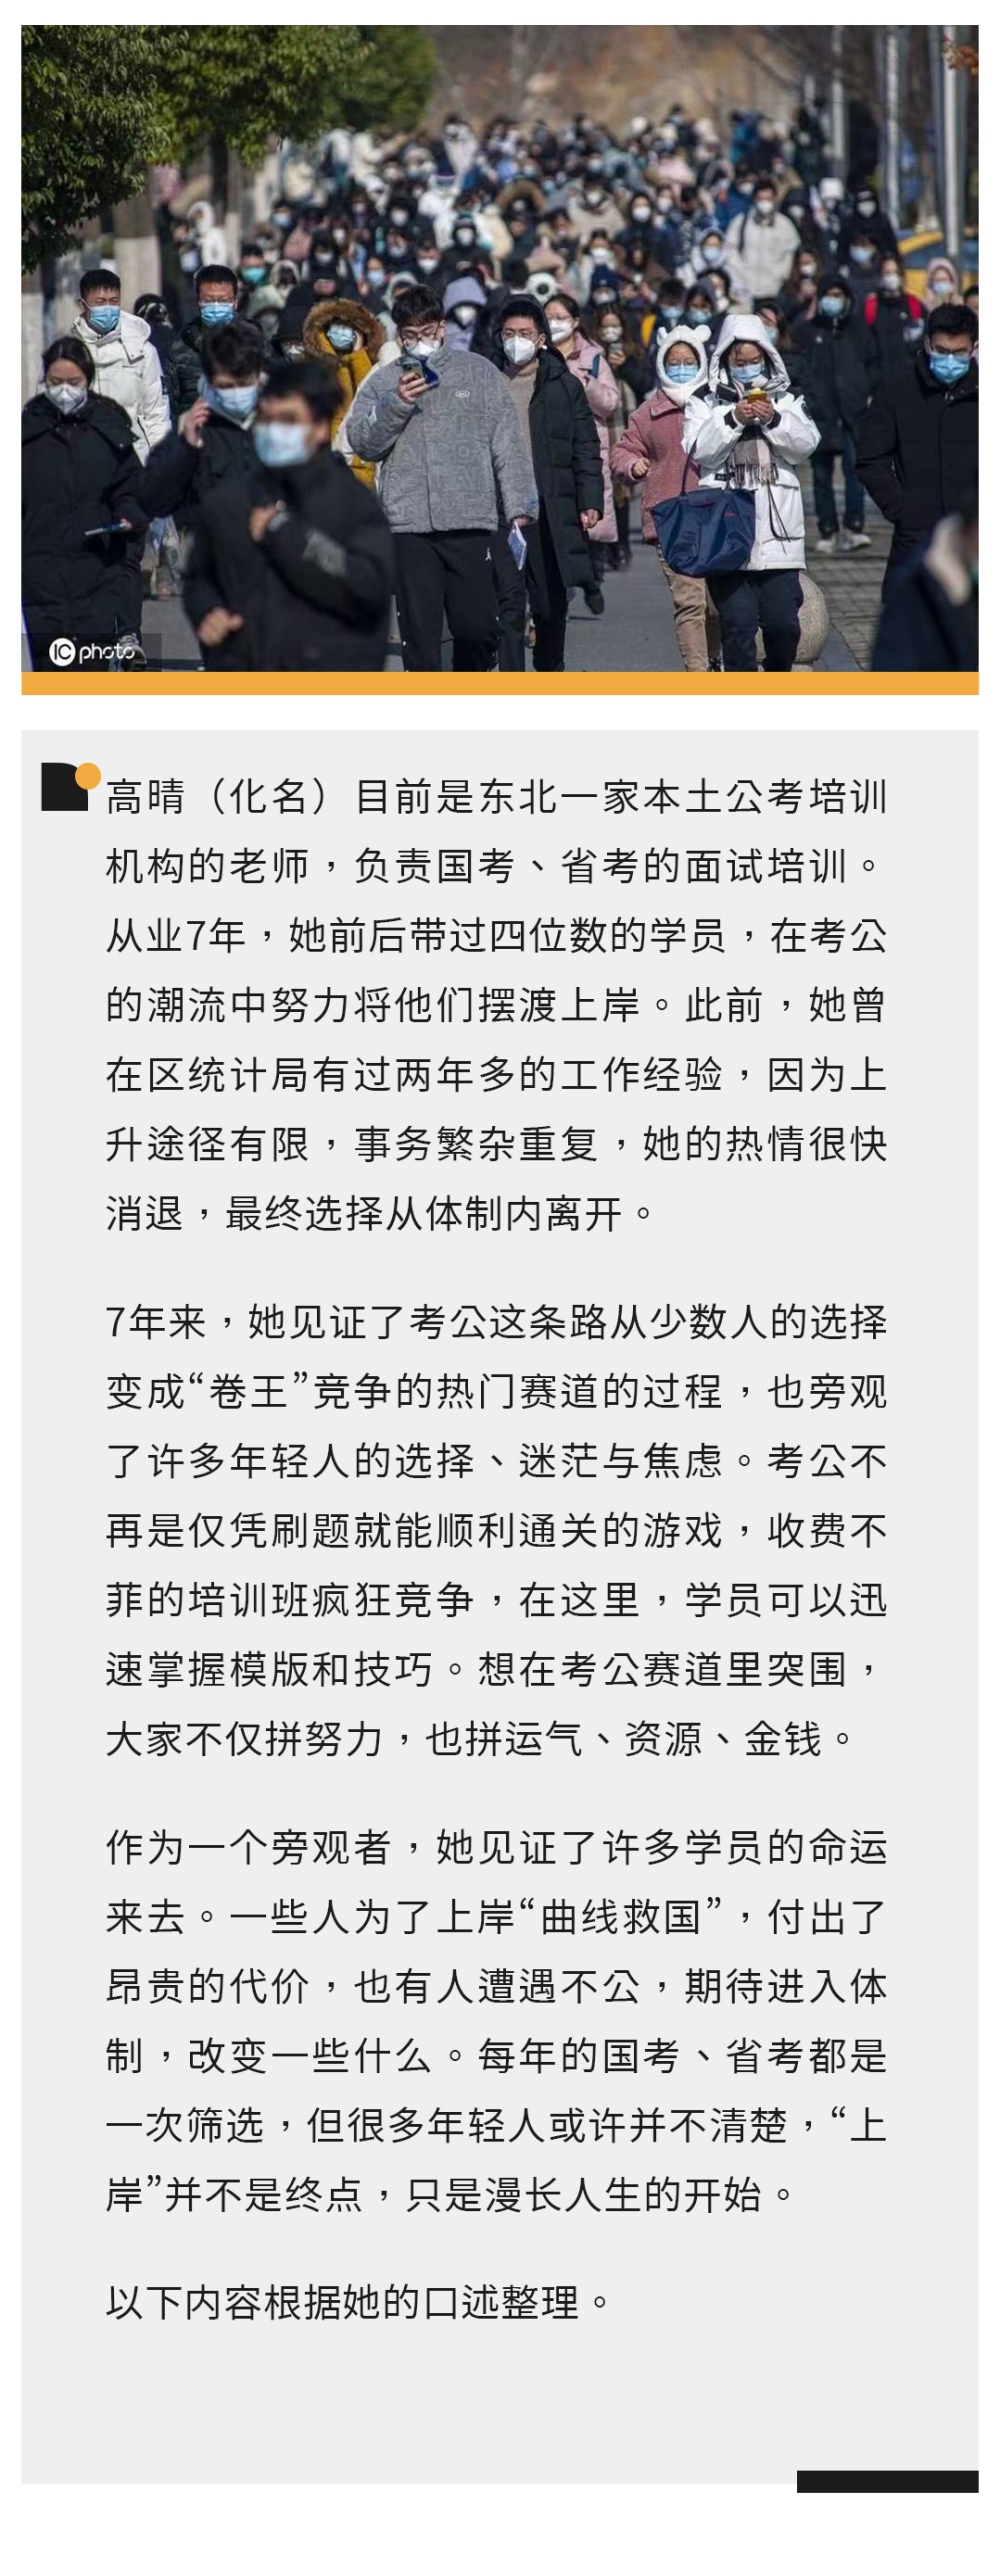 IC photo
高晴（化名）目前是东北一家本土公考培训
机构的老师，负责国考、省考的面试培训。
从业7年，她前后带过四位数的学员，在考公
的潮流中努力将他们摆渡上岸。此前，她曾
在区统计局有过两年多的工作经验，因为上
升途径有限，事务繁杂重复，她的热情很快
消退，最终选择从体制内离开。
7年来，她见证了考公这条路从少数人的选择
变成“卷王”竞争的热门赛道的过程，也旁观
了许多年轻人的选择、迷茫与焦虑。考公不
再是仅凭刷题就能顺利通关的游戏，收费不
菲的培训班疯狂竞争，在这里，学员可以迅
速掌握模版和技巧。想在考公赛道里突围，
大家不仅拼努力，也拼运气、资源、金钱。
作为一个旁观者，她见证了许多学员的命运
来去。一些人为了上岸“曲线救国”，付出了
昂贵的代价，也有人遭遇不公，期待进入体
制，改变一些什么。每年的国考、省考都是
一次筛选，但很多年轻人或许并不清楚，“上
岸”并不是终点，只是漫长人生的开始。
以下内容根据她的口述整理。